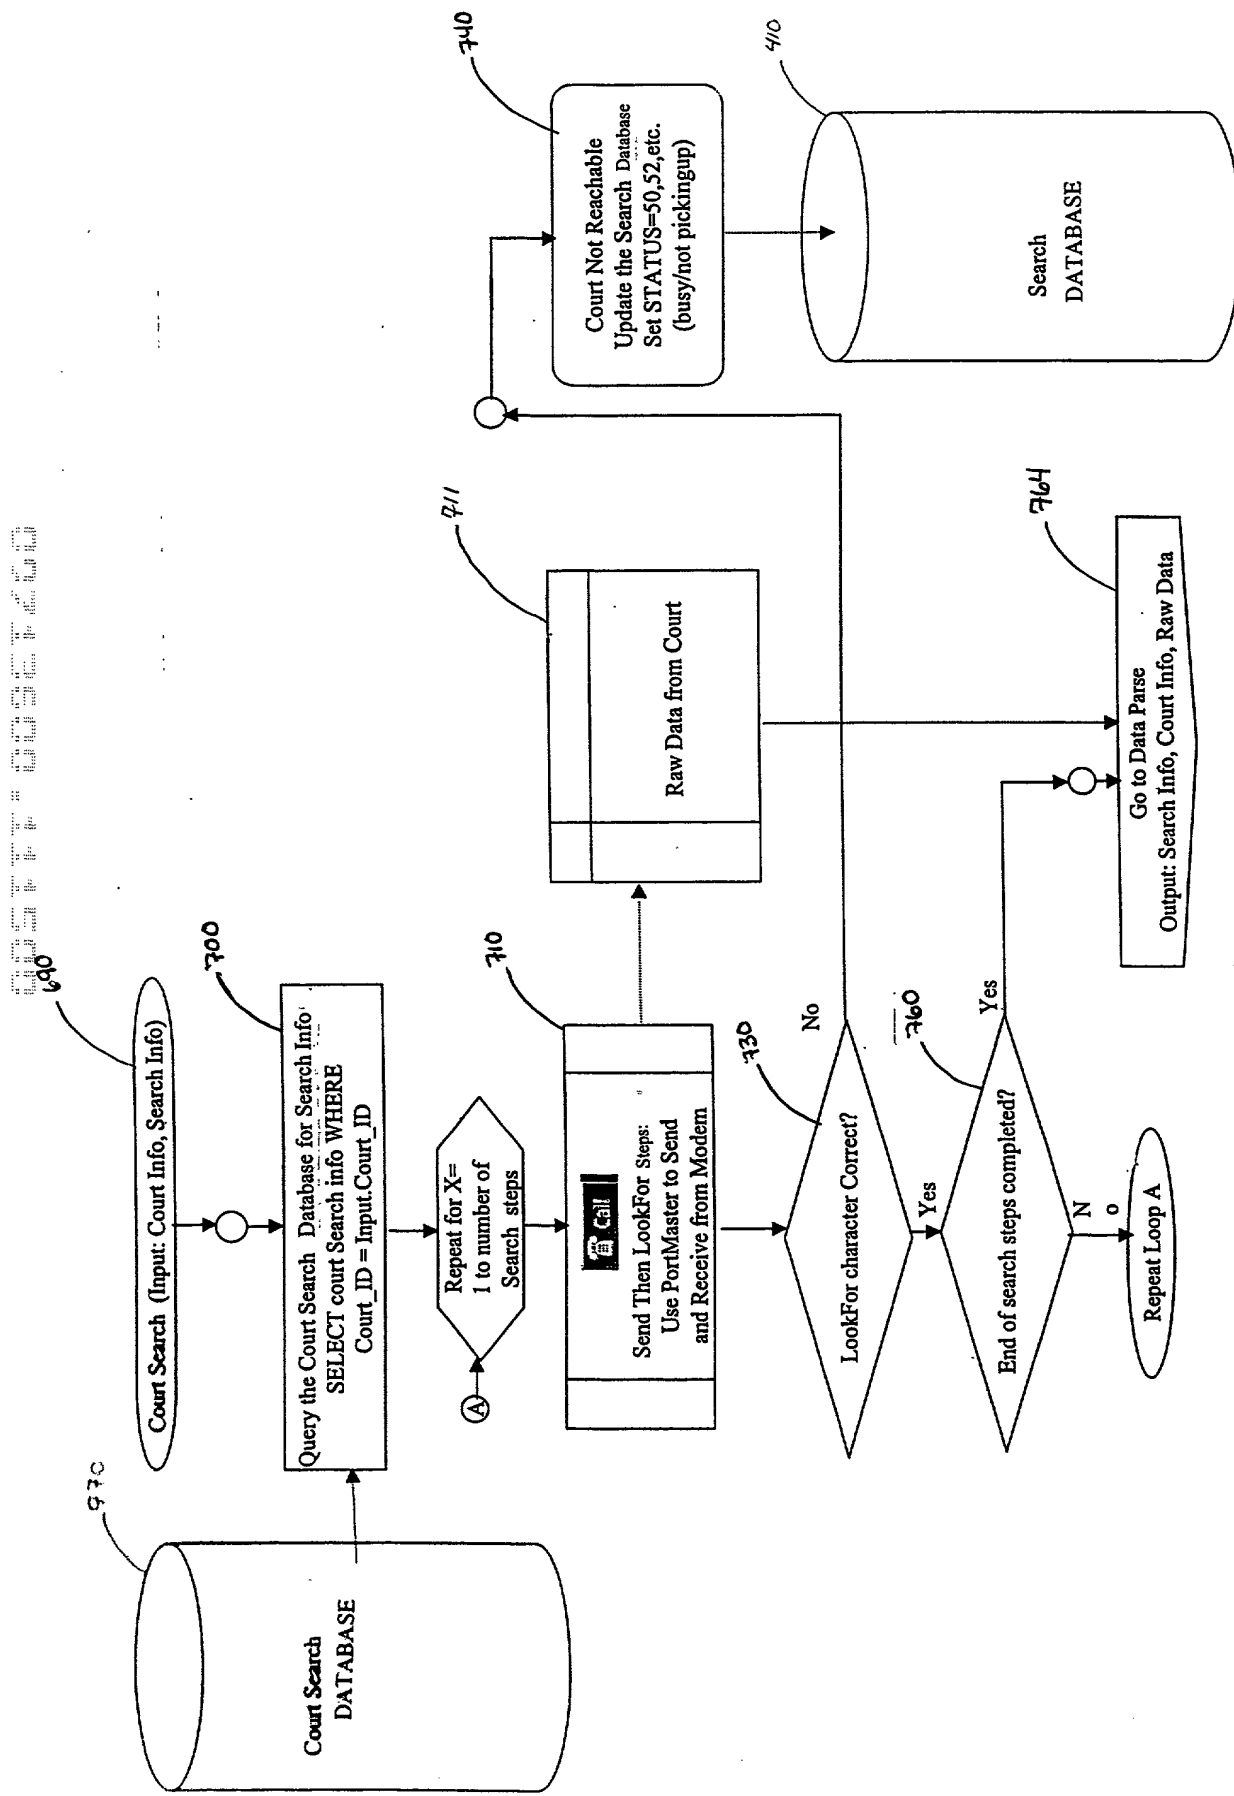 690
Court Search (Input: Court Info, Search Info)
970
Court Search
DATABASE
700
Query the Court Search Database for Search Info
SELECT court Search info WHERE
Court_ID = Input.Court_ID
A
Repeat for X=
1 to number of
Search steps
710
Call
Send Then LookFor Steps:
Use PortMaster to Send
and Receive from Modem
711
Raw Data from Court
730
LookFor character Correct?
No
Yes
740
Court Not Reachable
Update the Search Database
Set STATUS=50,52,etc.
(busy/not pickingup)
410
Search
DATABASE
760
End of search steps completed?
Yes
N
o
Repeat Loop A
764
Go to Data Parse
Output: Search Info, Court Info, Raw Data